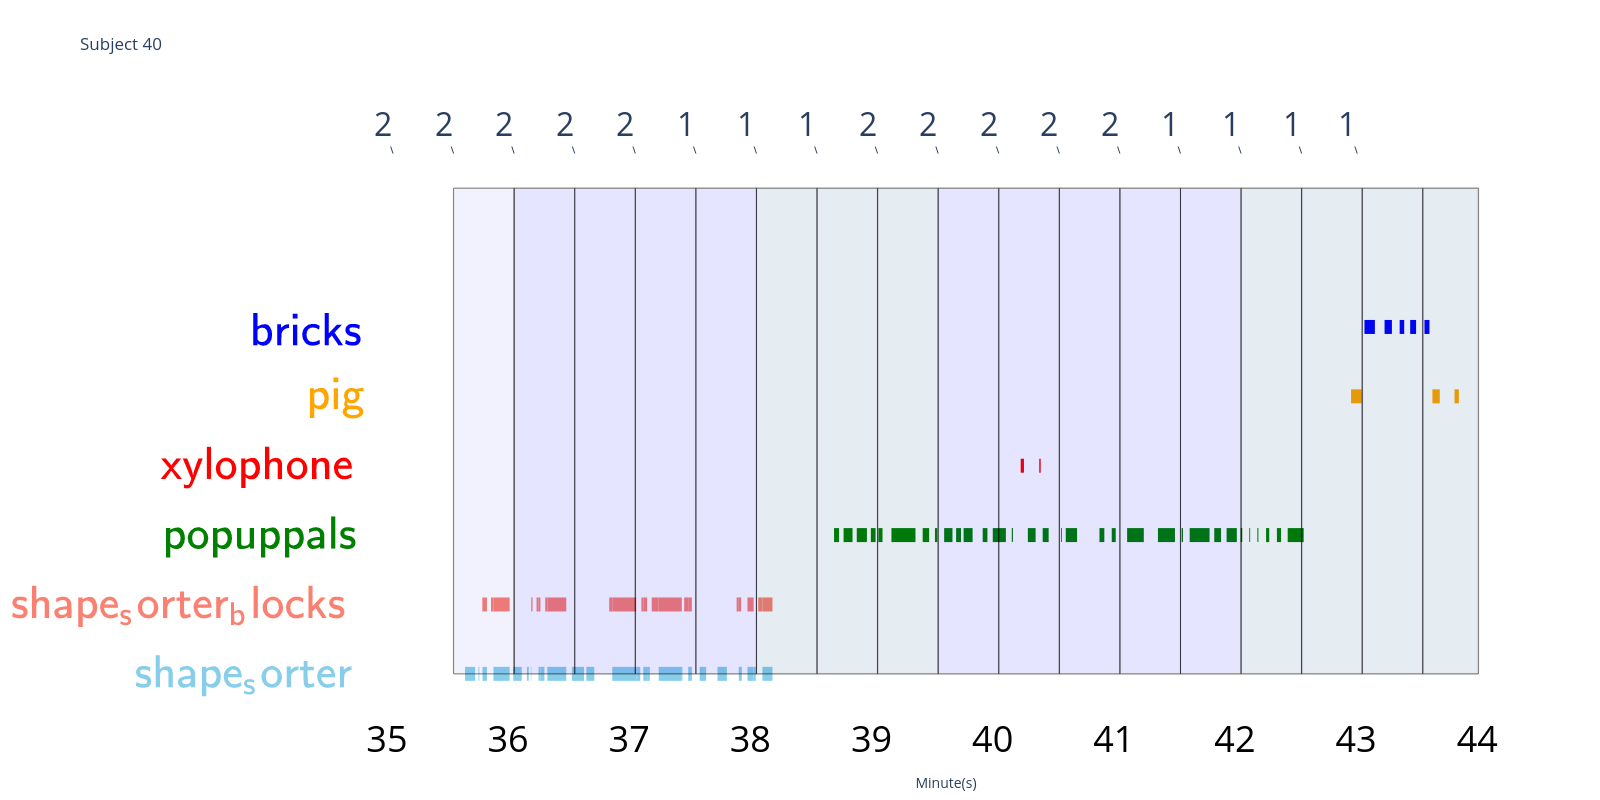 Subject 40
2 2 2 2 2 1 1 1 2 2 2 2 2 1 1 1 1
bricks
pig
xylophone
popuppals
shapesorterblocks
shapesorter
35 36 37 38 39 40 41 42 43 44
Minute(s)